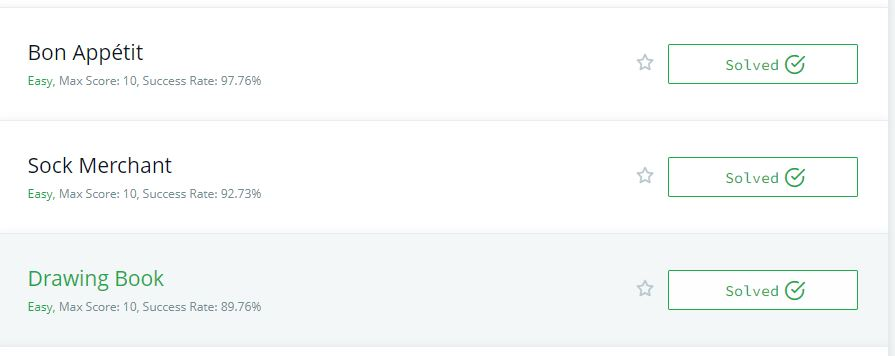 Bon Appétit
Easy, Max Score: 10, Success Rate: 97.76%
Solved
Sock Merchant
Easy, Max Score: 10, Success Rate: 92.73%
Solved
Drawing Book
Easy, Max Score: 10, Success Rate: 89.76%
Solved